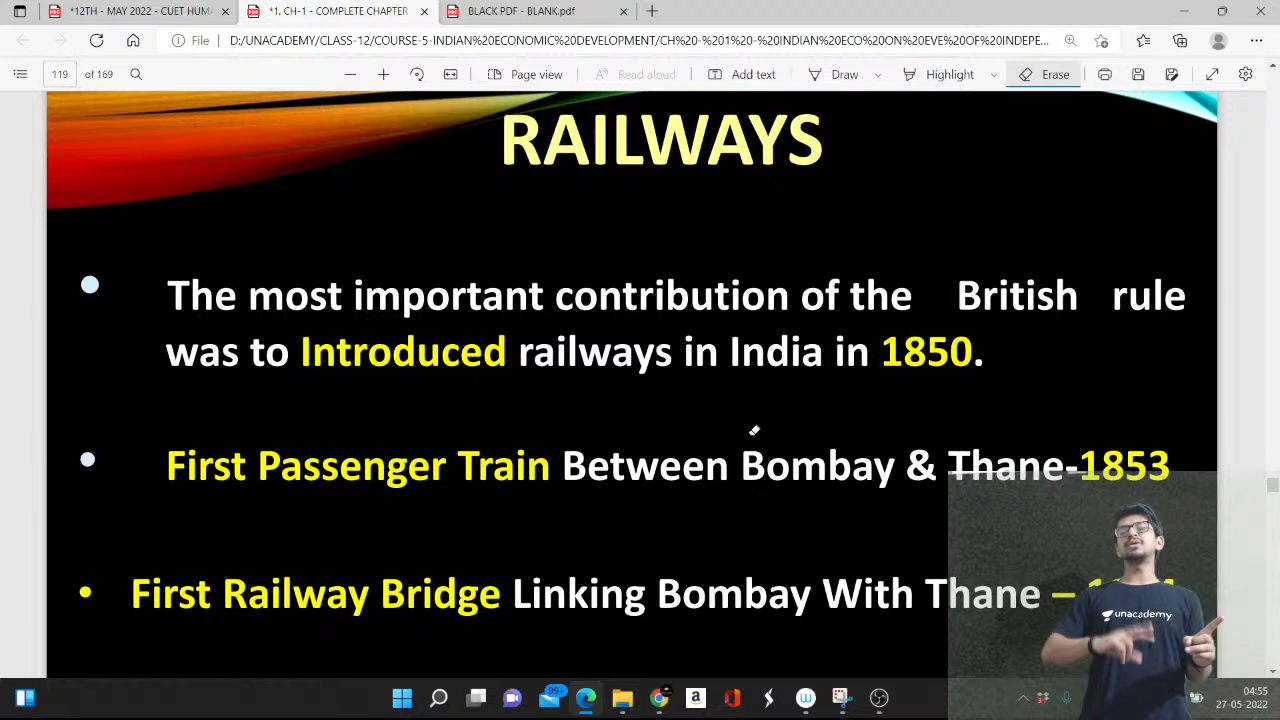 *12TH - MAY 2022 - CUET HUMA
*1. CH-1 - COMPLETE CHAPTER
BLACK PDF - BLANK.pdf
File
D:/UNACADEMY/CLASS-12/COURSE-5-INDIAN%20ECONOMIC%20DEVELOPMENT/CH%20-%201%20-%20INDIAN%20ECO%20ON%20EVE%20OF%20INDEPE...
119 of 169
Page view
Read aloud
Add text
Draw
Highlight
Erase
RAILWAYS
• The most important contribution of the British rule
was to Introduced railways in India in 1850.
• First Passenger Train Between Bombay & Thane-1853
• First Railway Bridge Linking Bombay With Thane –
unacademy
99+
04:55
27-05-2022